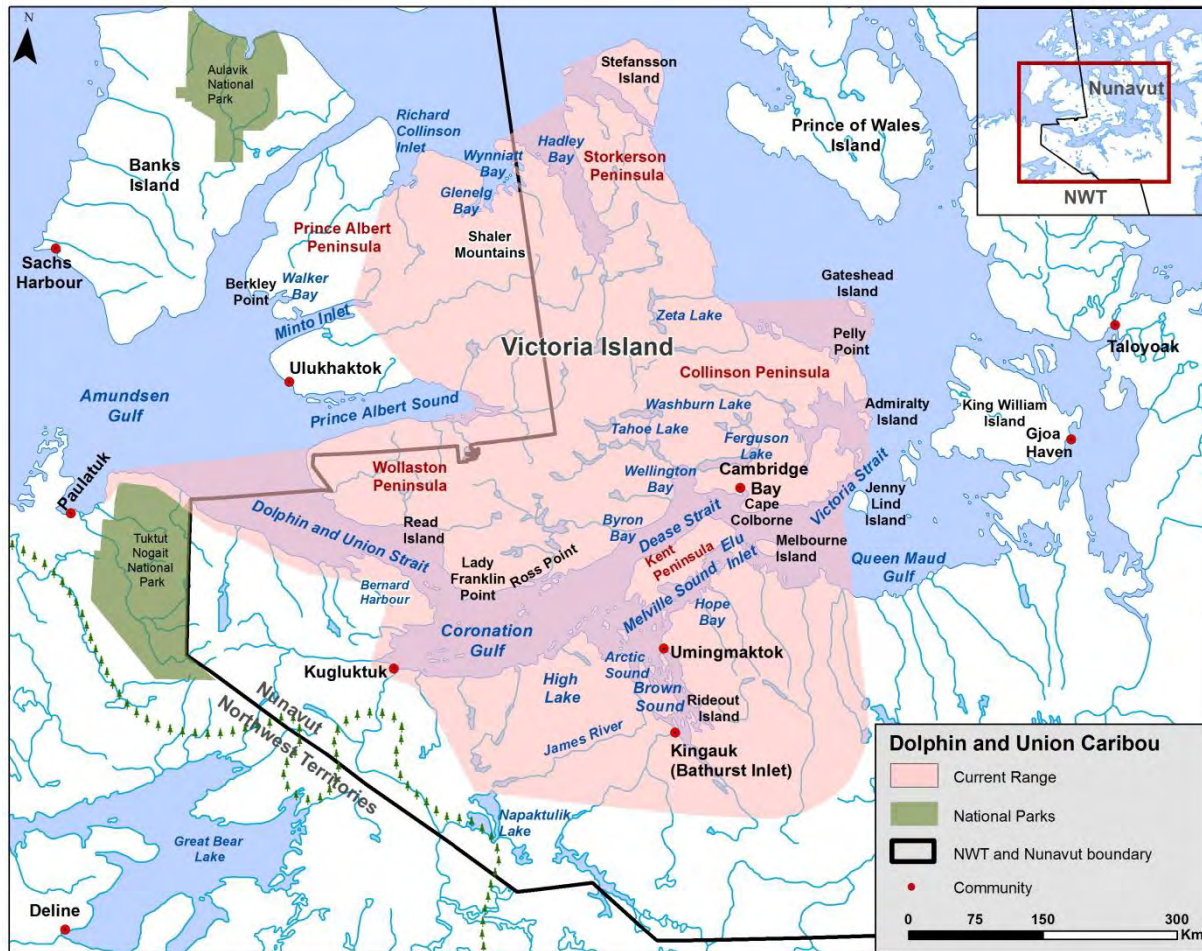 N
Aulavik
National
Park
Banks
Island
Sachs
Harbour
Richard
Collinson
Inlet
Wynniatt
Bay
Hadley
Bay
Glenelg
Bay
Stefansson
Island
Storkerson
Peninsula
Prince of Wales
Island
Nunavut
NWT
Prince Albert
Peninsula
Shaler
Mountains
Berkley
Point
Walker
Bay
Minto Inlet
Gateshead
Island
Zeta Lake
Pelly
Point
Taloyoak
Victoria Island
Ulukhaktok
Collinson Peninsula
Amundsen
Gulf
Prince Albert Sound
Washburn Lake
Admiralty
Island
King William
Island
Gjoa
Haven
Tahoe Lake
Ferguson
Lake
Wollaston
Peninsula
Paulatuk
Wellington
Bay
Cambridge
Bay
Cape
Colborne
Victoria Strait
Jenny
Lind
Island
Tuktut
Nogait
National
Park
Dolphin and Union Strait
Read
Island
Byron
Bay
Dease Strait
Lady
Franklin
Point
Ross Point
Kent
Peninsula
Elu
Inlet
Melbourne
Island
Queen Maud
Gulf
Bernard
Harbour
Melville Sound
Hope
Bay
Coronation
Gulf
Umingmaktok
Kugluktuk
Arctic
Sound
High
Lake
Brown
Sound
Rideout
Island
James River
Kingauk
(Bathurst Inlet)
Nunavut
Northwest Territories
Napaktulik
Lake
Great Bear
Lake
Deline
Dolphin and Union Caribou
Current Range
National Parks
NWT and Nunavut boundary
Community
0 75 150 300
Km